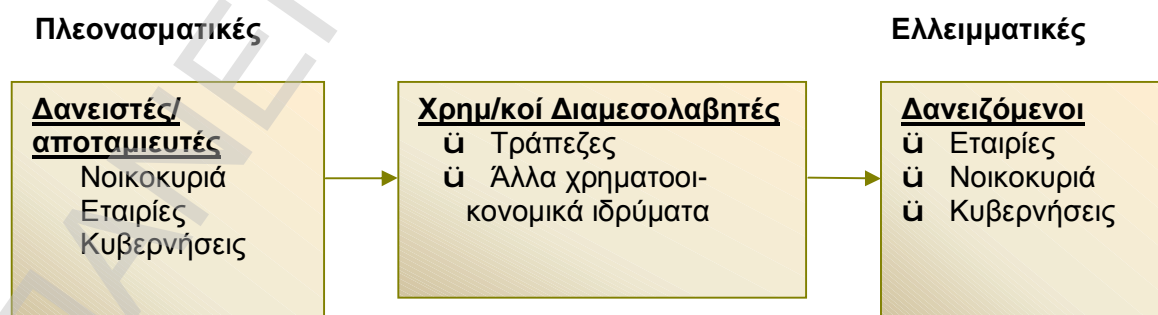 Πλεονασματικές
Ελλειμματικές
Δανειστές/
αποταμιευτές
Νοικοκυριά
Εταιρίες
Κυβερνήσεις
Χρημ/κοί Διαμεσολαβητές
ü Τράπεζες
ü Άλλα χρηματοοι-
κονομικά ιδρύματα
Δανειζόμενοι
ü Εταιρίες
ü Νοικοκυριά
ü Κυβερνήσεις